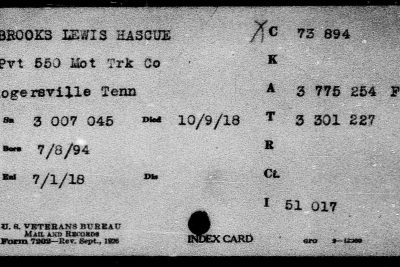 BROOKS LEWIS HASCUE X C 73 894
Pvt 550 Mot Trk Co K
ogersville Tenn A 3 775 254 F
Sn 3 007 045 Died 10/9/18 T 3 301 227
Born 7/8/94 R
Enl 7/1/18 Dis Ct.
I 51 017
U. S. VETERANS BUREAU
MAIL AND RECORDS
Form 7202—Rev. Sept., 1926 INDEX CARD GPO